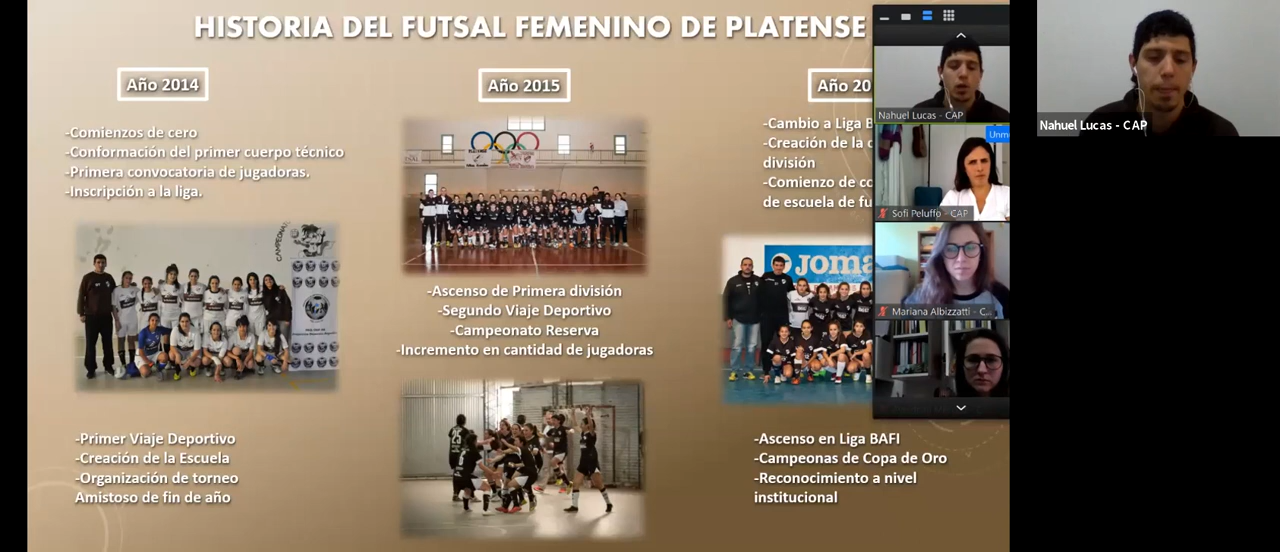 HISTORIA DEL FUTSAL FEMENINO DE PLATENSE
Año 2014
-Comienzos de cero
-Conformación del primer cuerpo técnico
-Primera convocatoria de jugadoras.
-Inscripción a la liga.
-Primer Viaje Deportivo
-Creación de la Escuela
-Organización de torneo
Amistoso de fin de año
Año 2015
-Ascenso de Primera división
-Segundo Viaje Deportivo
-Campeonato Reserva
-Incremento en cantidad de jugadoras
Año 20
-Cambio a Liga B
-Creación de la
división
-Comienzo de
de escuela de
JOMA
-Ascenso en Liga BAFI
-Campeonas de Copa de Oro
-Reconocimiento a nivel
institucional
Nahuel Lucas - CAP
Unm
Sofi Peluffo - CAP
Mariana Albizzatti - C...
Nahuel Lucas - CAP